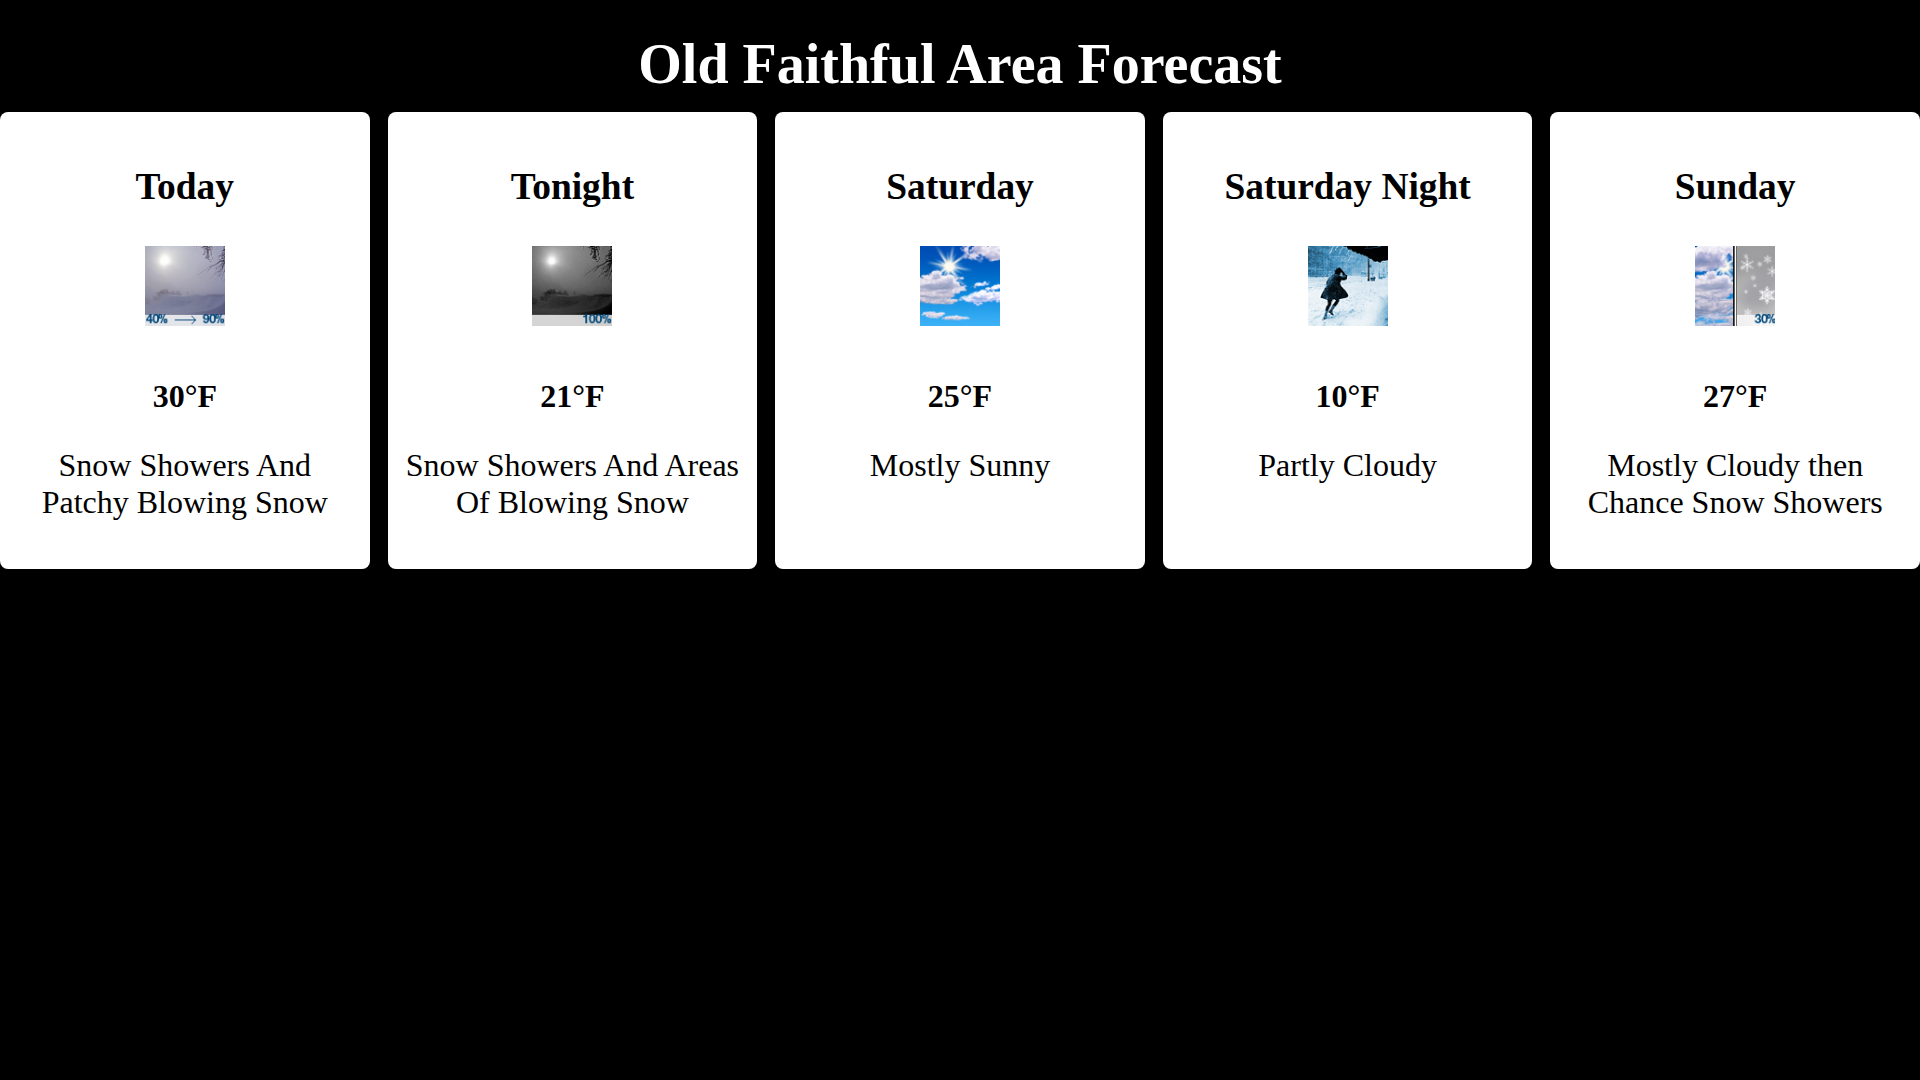 Old Faithful Area Forecast
Today
40% → 90%
30°F
Snow Showers And
Patchy Blowing Snow
Tonight
100%
21°F
Snow Showers And Areas
Of Blowing Snow
Saturday
25°F
Mostly Sunny
Saturday Night
10°F
Partly Cloudy
Sunday
30%
27°F
Mostly Cloudy then
Chance Snow Showers